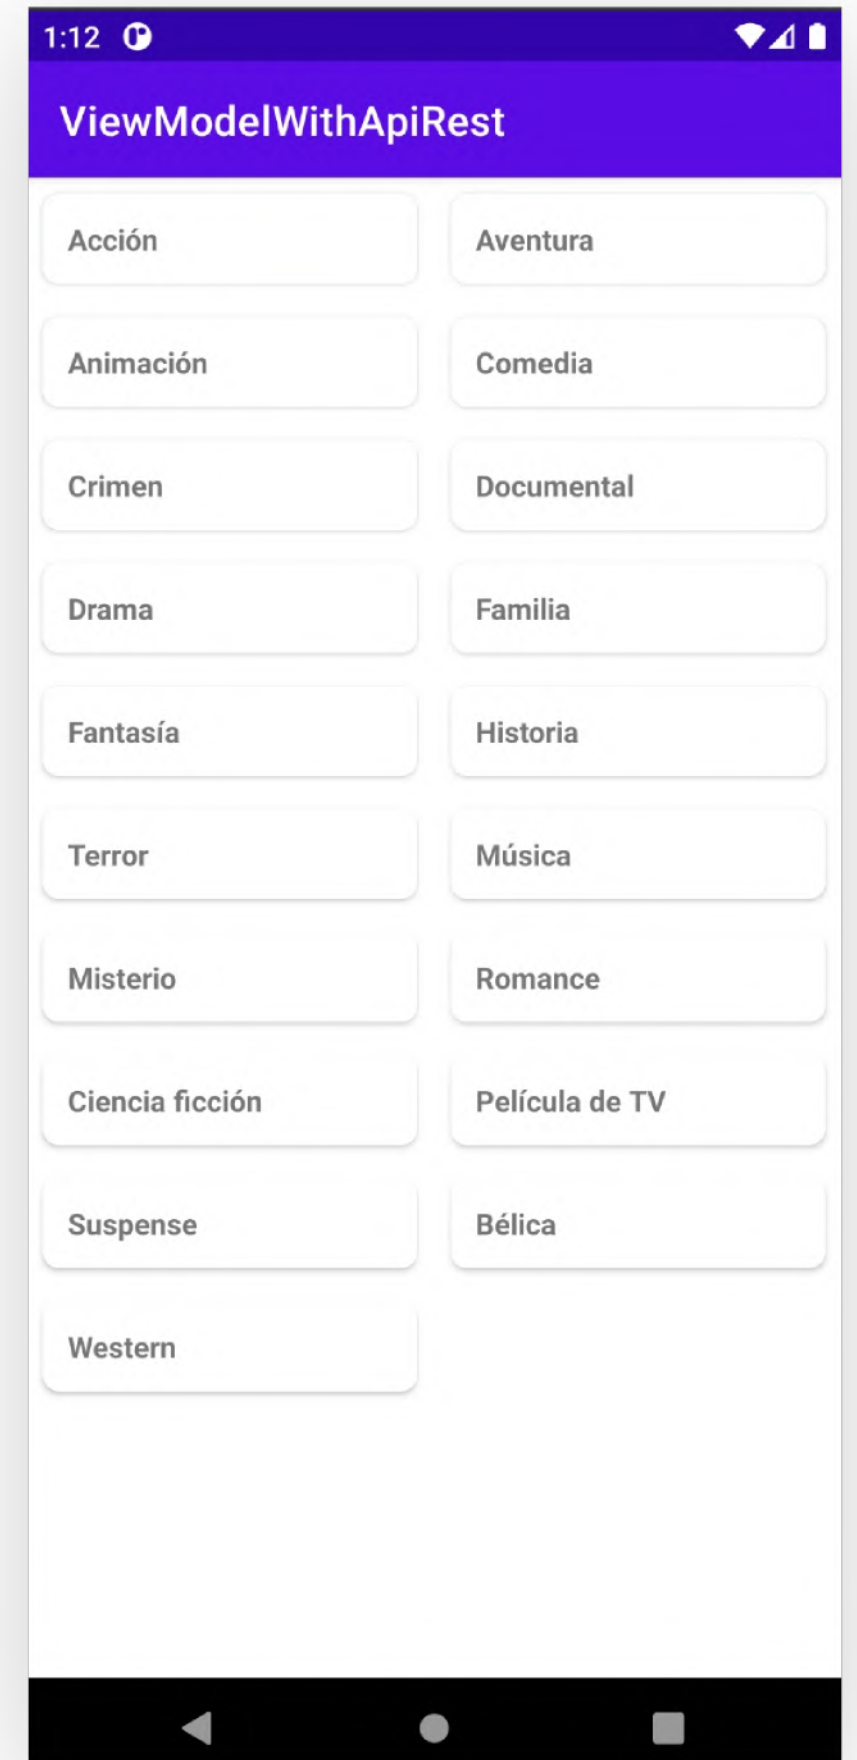 1:12
ViewModelWithApiRest
Acción
Aventura
Animación
Comedia
Crimen
Documental
Drama
Familia
Fantasía
Historia
Terror
Música
Misterio
Romance
Ciencia ficción
Película de TV
Suspense
Bélica
Western